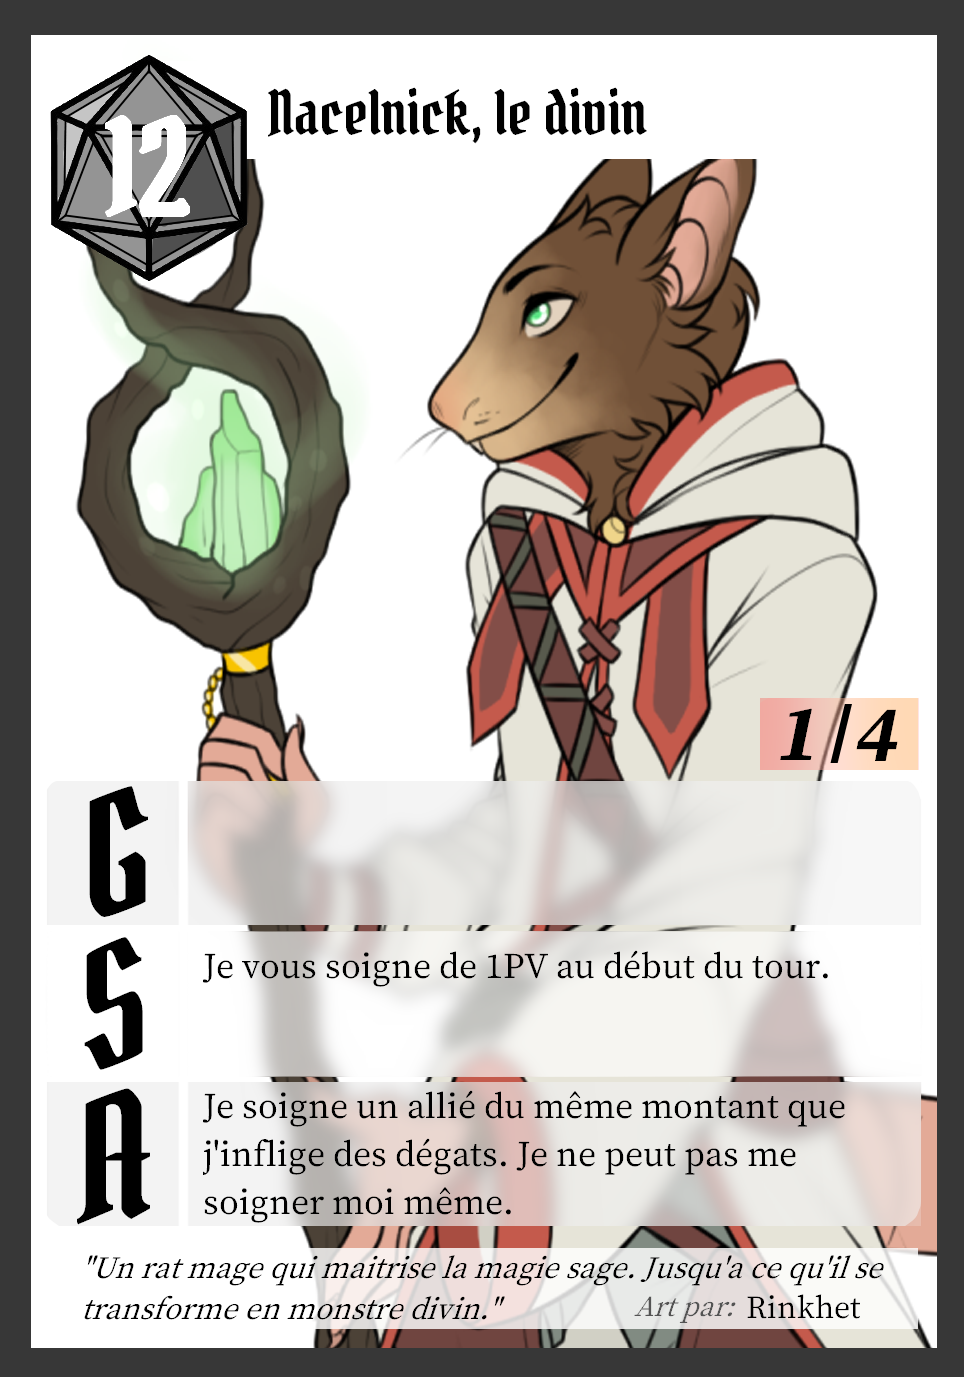 12
Nacelnick, le divin
1/4
G
S
Je vous soigne de 1PV au début du tour.
A
Je soigne un allié du même montant que
j'inflige des dégats. Je ne peut pas me
soigner moi même.
"Un rat mage qui maitrise la magie sage. Jusqu'a ce qu'il se
transforme en monstre divin."
Art par: Rinkhet